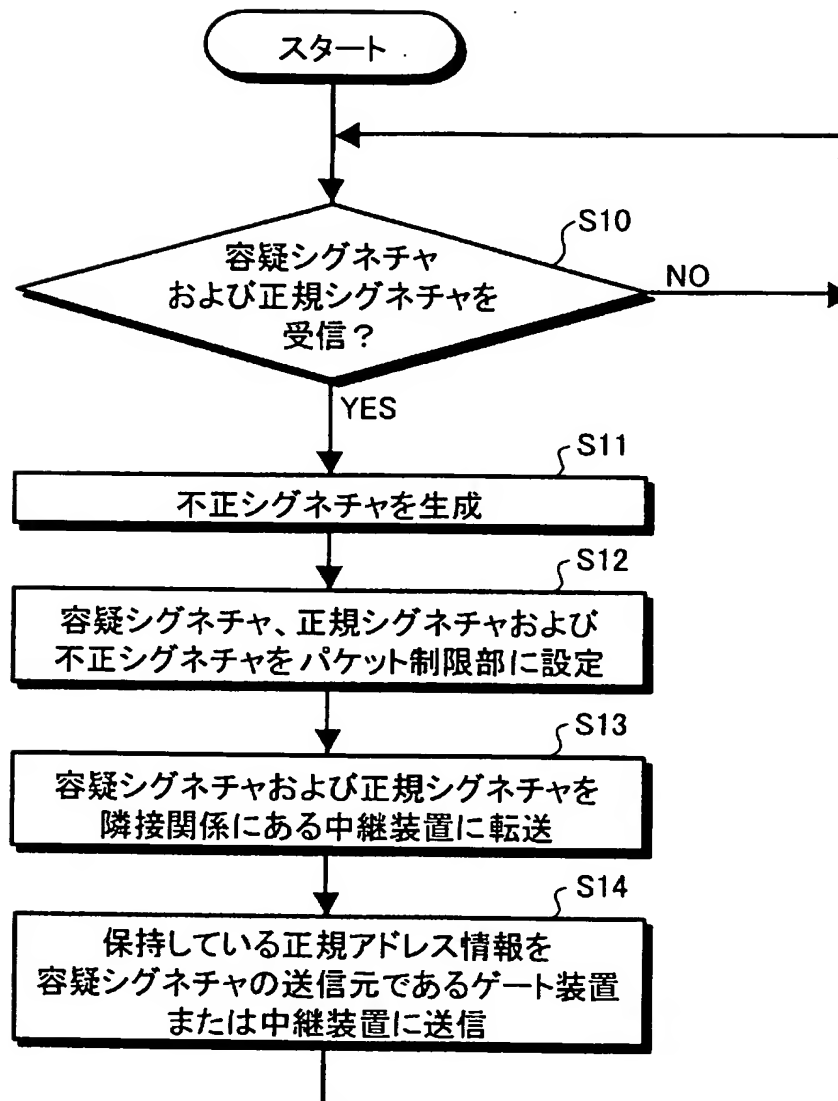 スタート
S10
容疑シグネチャ
および正規シグネチャを
受信?
NO
YES
S11
不正シグネチャを生成
S12
容疑シグネチャ、正規シグネチャおよび
不正シグネチャをパケット制限部に設定
S13
容疑シグネチャおよび正規シグネチャを
隣接関係にある中継装置に転送
S14
保持している正規アドレス情報を
容疑シグネチャの送信元であるゲート装置
または中継装置に送信